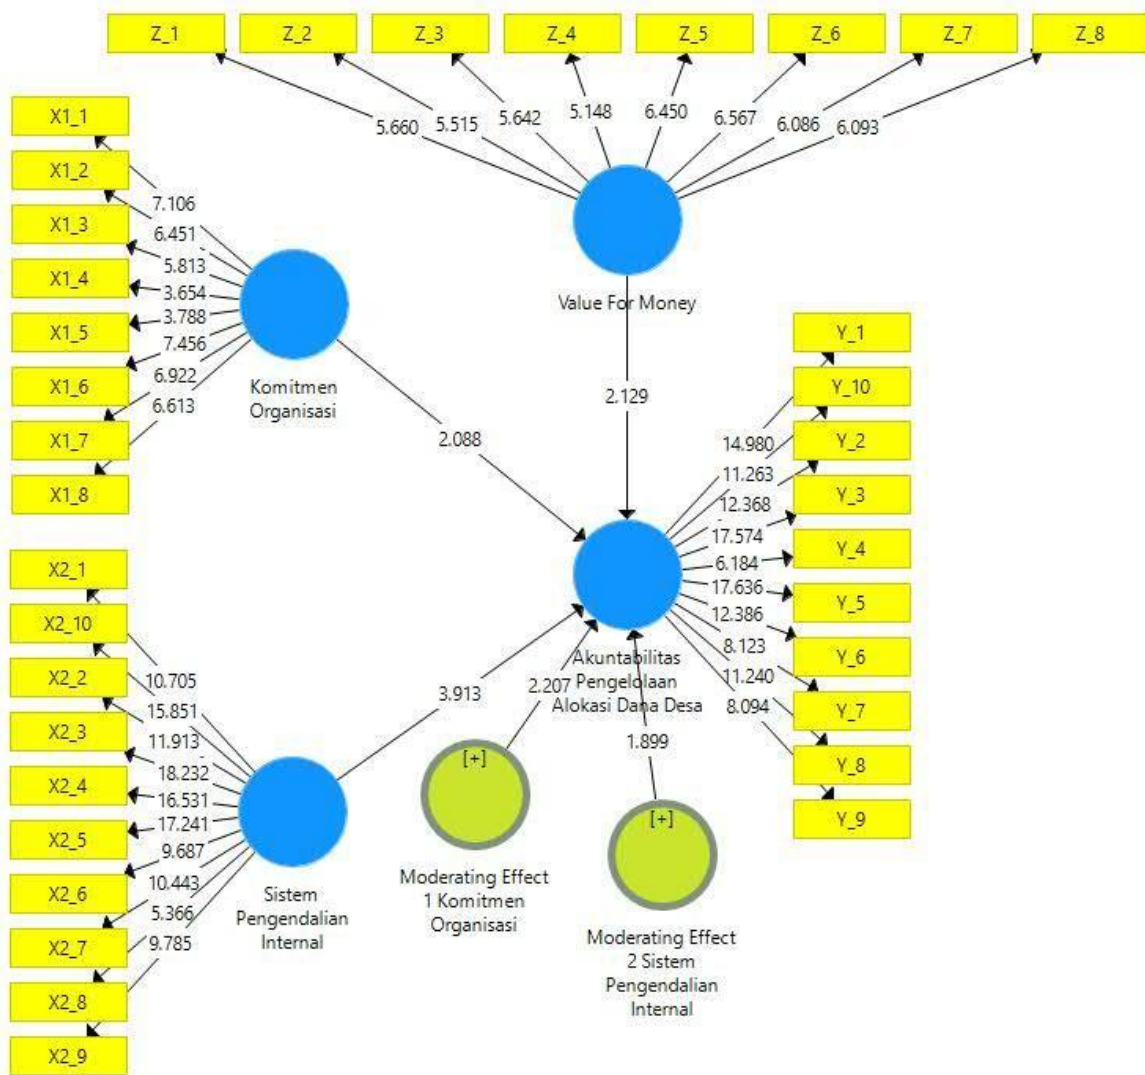 Z_1
Z_2
Z_3
Z_4
Z_5
Z_6
Z_7
Z_8
5.660
5.515
5.642
5.148
6.450
6.567
6.086
6.093
Value For Money
X1_1
X1_2
X1_3
X1_4
X1_5
X1_6
X1_7
X1_8
7.106
6.451
5.813
3.654
3.788
7.456
6.922
6.613
Komitmen
Organisasi
2.088
2.129
Y_1
Y_10
Y_2
Y_3
Y_4
Y_5
Y_6
Y_7
Y_8
Y_9
14.980
11.263
12.368
17.574
6.184
17.636
12.386
8.123
11.240
8.094
Akuntabilitas
Pengelolaan
Alokasi Dana Desa
X2_1
X2_10
X2_2
X2_3
X2_4
X2_5
X2_6
X2_7
X2_8
X2_9
10.705
15.851
11.913
18.232
16.531
17.241
9.687
10.443
5.366
9.785
Sistem
Pengendalian
Internal
3.913
2.207
1.899
[+]
Moderating Effect
1 Komitmen
Organisasi
[+]
Moderating Effect
2 Sistem
Pengendalian
Internal